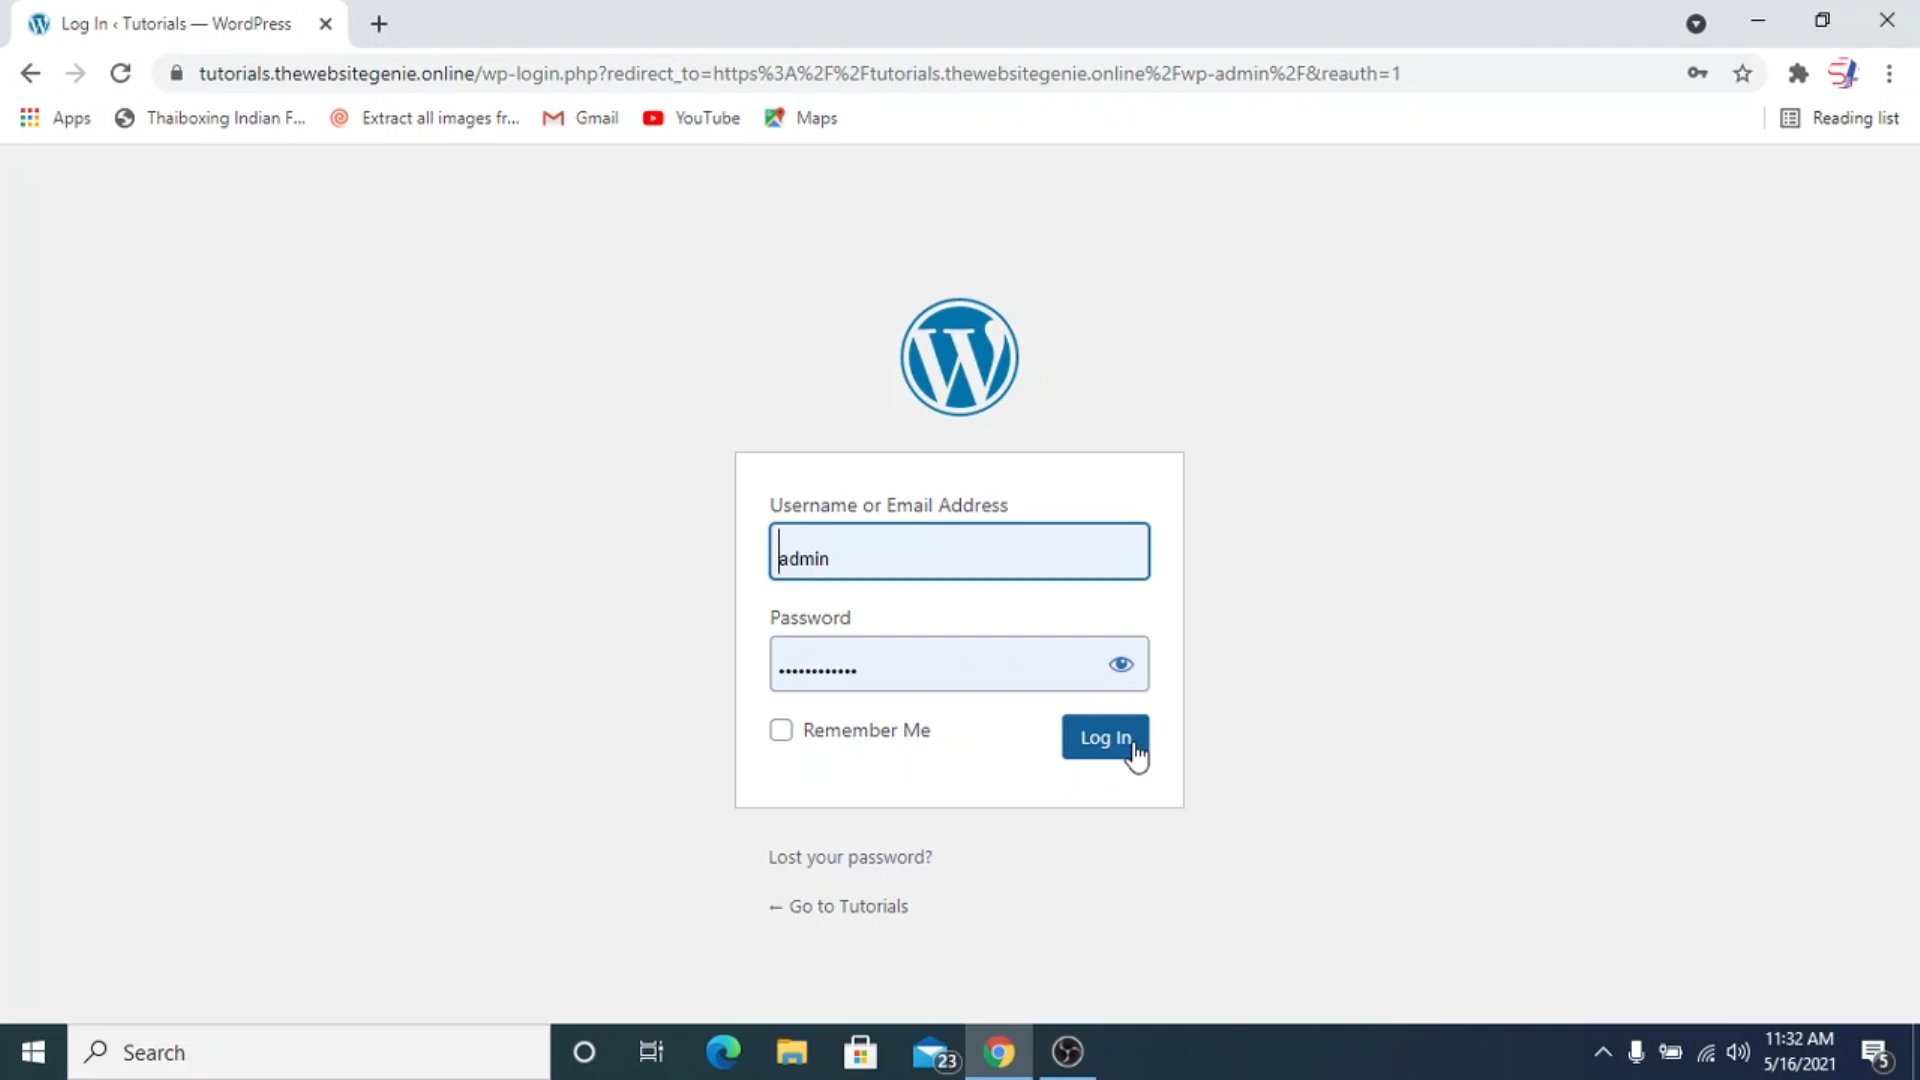 Log In ‹ Tutorials — WordPress
tutorials.thewebsitegenie.online/wp-login.php?redirect_to=https%3A%2F%2Ftutorials.thewebsitegenie.online%2Fwp-admin%2F&reauth=1
Apps Thaiboxing Indian F... Extract all images fr... Gmail YouTube Maps Reading list
Username or Email Address
admin
Password
••••••••••••
Remember Me Log In
Lost your password?
← Go to Tutorials
Search 23 11:32 AM
5/16/2021 5